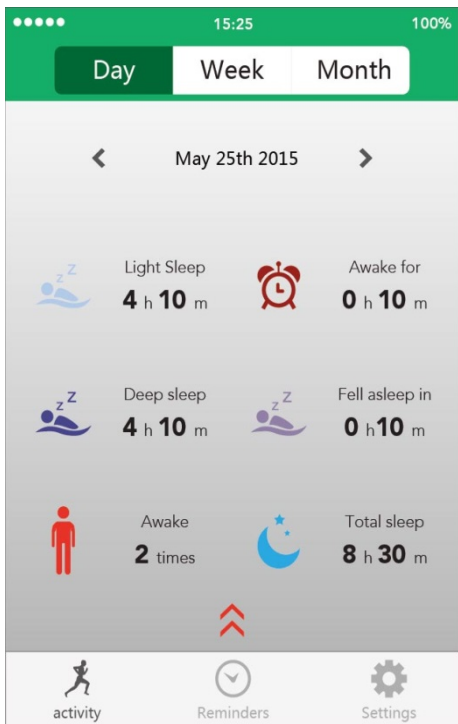 15:25 100%
Day Week Month
May 25th 2015
Light Sleep
4 h 10 m
Awake for
0 h 10 m
Deep sleep
4 h 10 m
Fell asleep in
0 h10 m
Awake
2 times
Total sleep
8 h 30 m
activity Reminders Settings